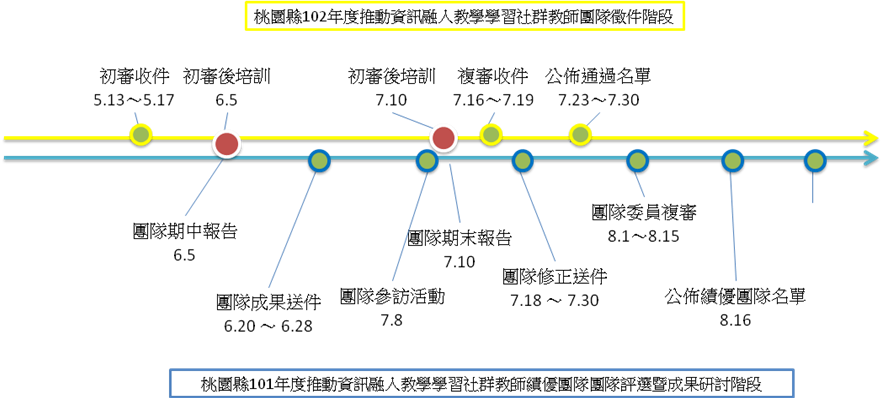 桃園縣102年度推動資訊融入教學學習社群教師團隊徵件階段
初審收件
5.13～5.17
初審後培訓
6.5
初審後培訓
7.10
複審收件
7.16～7.19
公佈通過名單
7.23～7.30
團隊期中報告
6.5
團隊成果送件
6.20 ～ 6.28
團隊參訪活動
7.8
團隊期末報告
7.10
團隊修正送件
7.18 ～ 7.30
團隊委員複審
8.1～8.15
公佈績優團隊名單
8.16
桃園縣101年度推動資訊融入教學學習社群教師績優團隊團隊評選暨成果研討階段